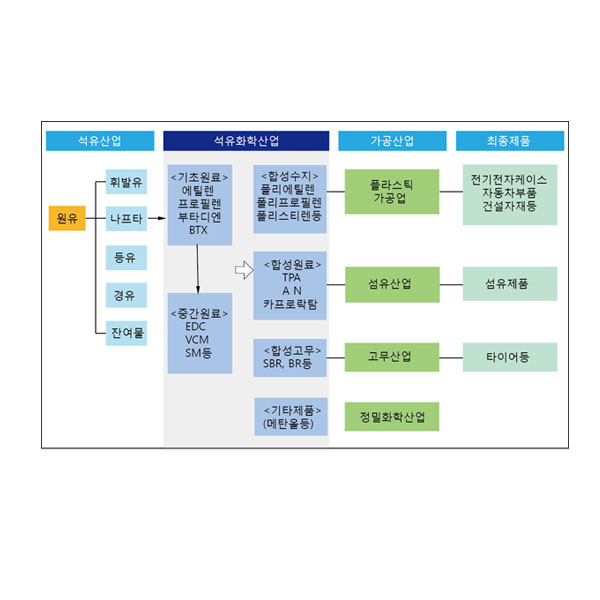 석유산업
석유화학산업
가공산업
최종제품
원유
휘발유
나프타
등유
경유
잔여물
<기초원료>
에틸렌
프로필렌
부타디엔
BTX
<중간원료>
EDC
VCM
SM등
<합성수지>
폴리에틸렌
폴리프로필렌
폴리스티렌등
<합성원료>
TPA
A N
카프로락탐
<합성고무>
SBR, BR등
<기타제품>
(메탄올등)
플라스틱
가공업
섬유산업
고무산업
정밀화학산업
전기전자케이스
자동차부품
건설자재등
섬유제품
타이어등